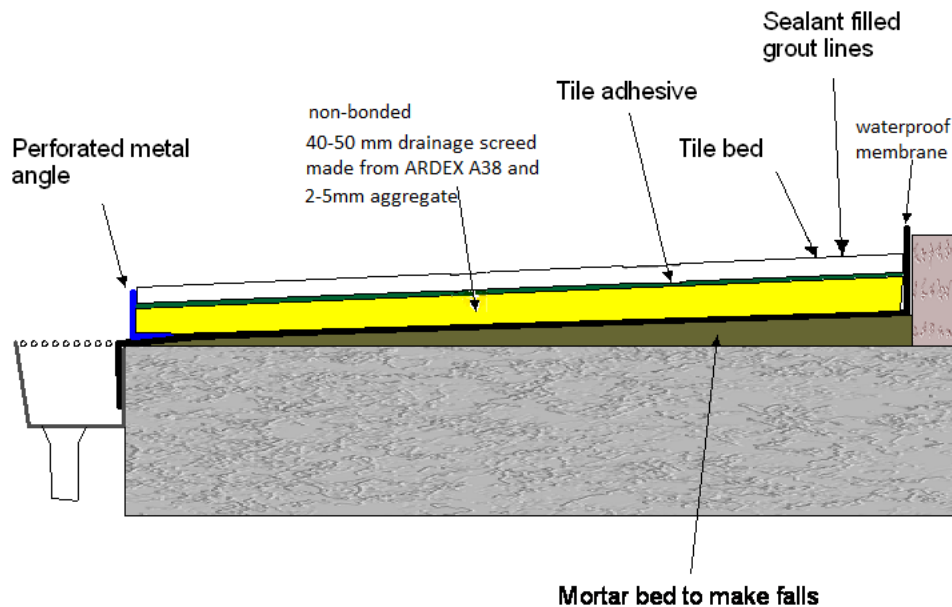 Sealant filled
grout lines
Tile adhesive
non-bonded
40-50 mm drainage screed
made from ARDEX A38 and
2-5mm aggregate
waterproof
membrane
Perforated metal
angle
Tile bed
Mortar bed to make falls